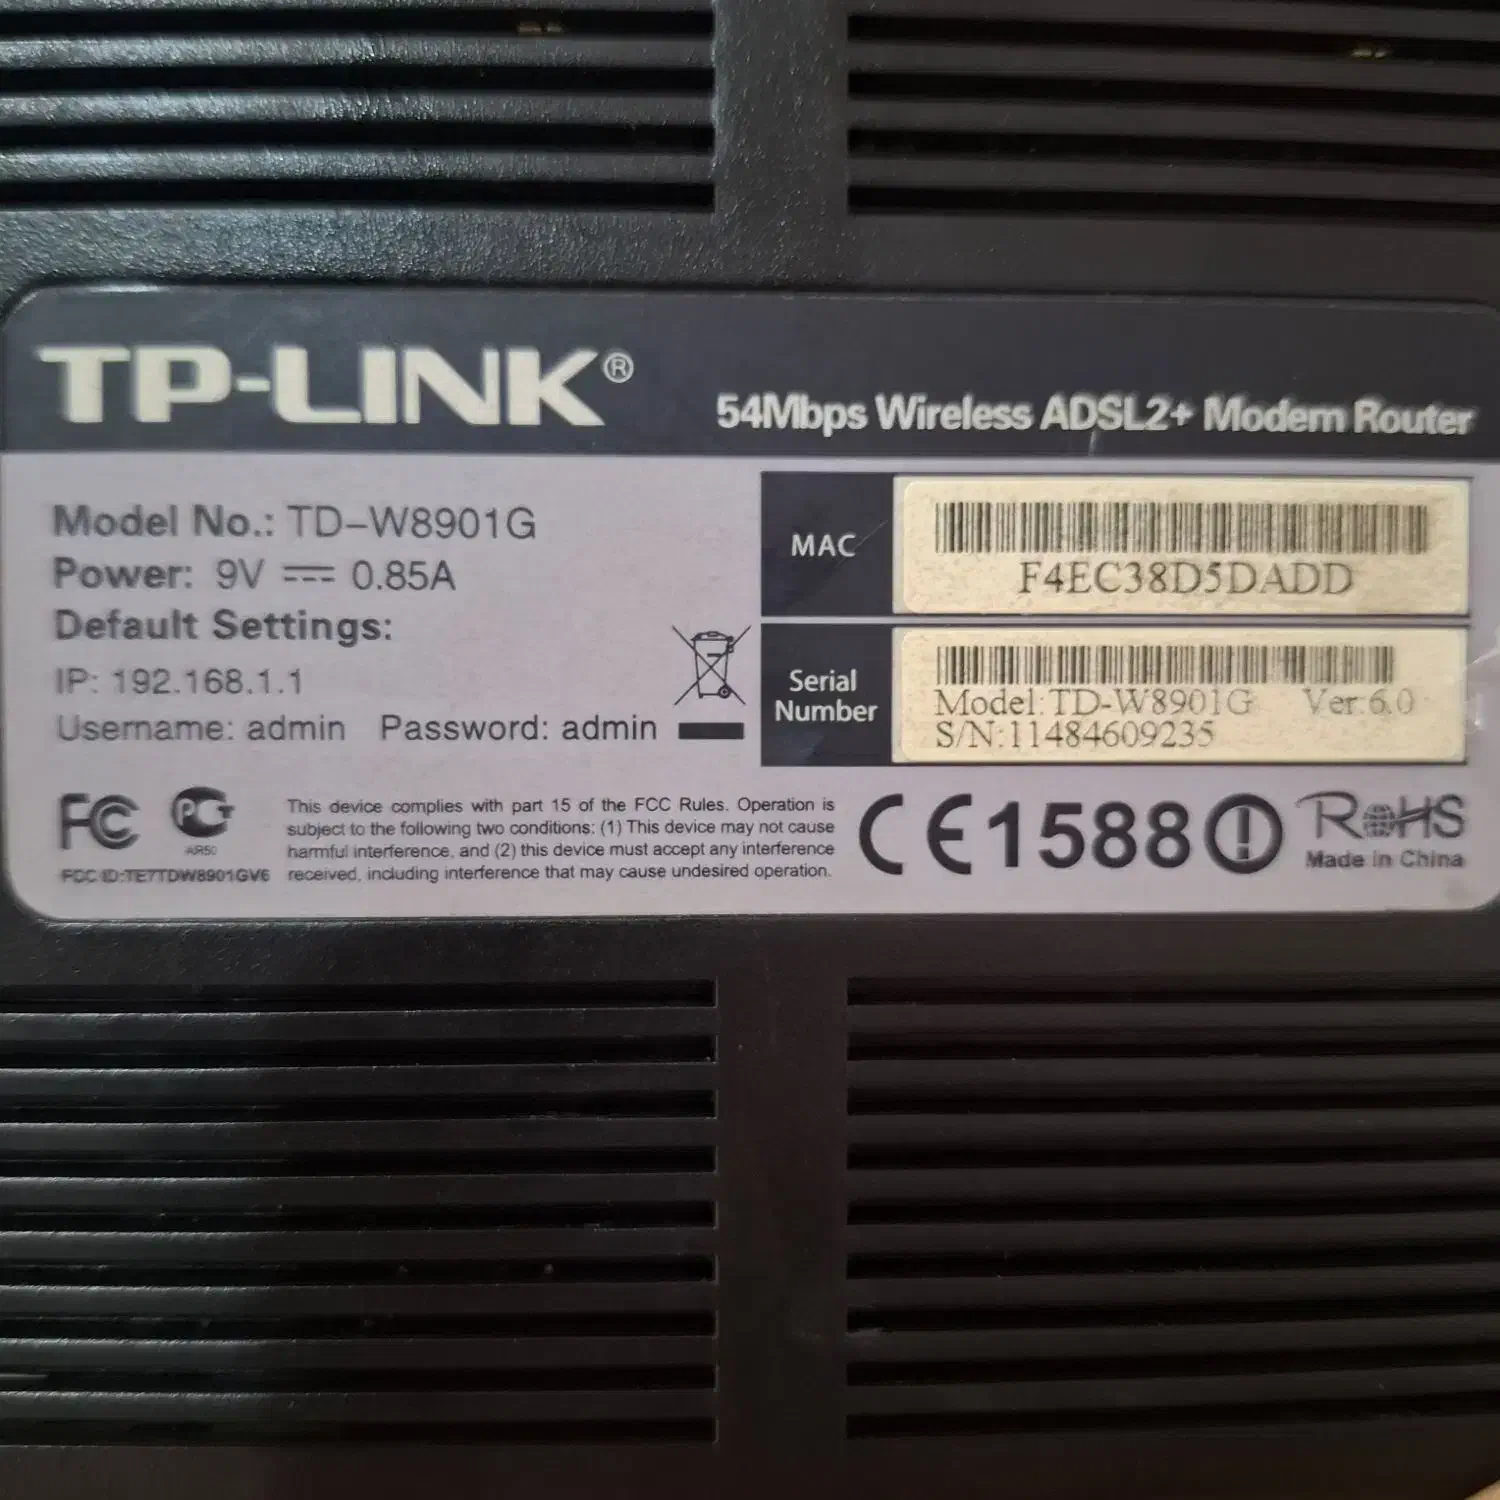 TP-LINK®
54Mbps Wireless ADSL2+ Modem Router
Model No.: TD-W8901G
Power: 9V 0.85A
Default Settings:
IP: 192.168.1.1
Username: admin Password: admin
MAC
F4EC38D5DADD
Serial
Number
Model:TD-W8901G Ver:6.0
S/N:11484609235
FC
AR50
FCC ID:TE7TDW8901GV6
This device complies with part 15 of the FCC Rules. Operation is
subject to the following two conditions: (1) This device may not cause
harmful interference, and (2) this device must accept any interference
received, including interference that may cause undesired operation.
CE1588
RoHS
Made in China